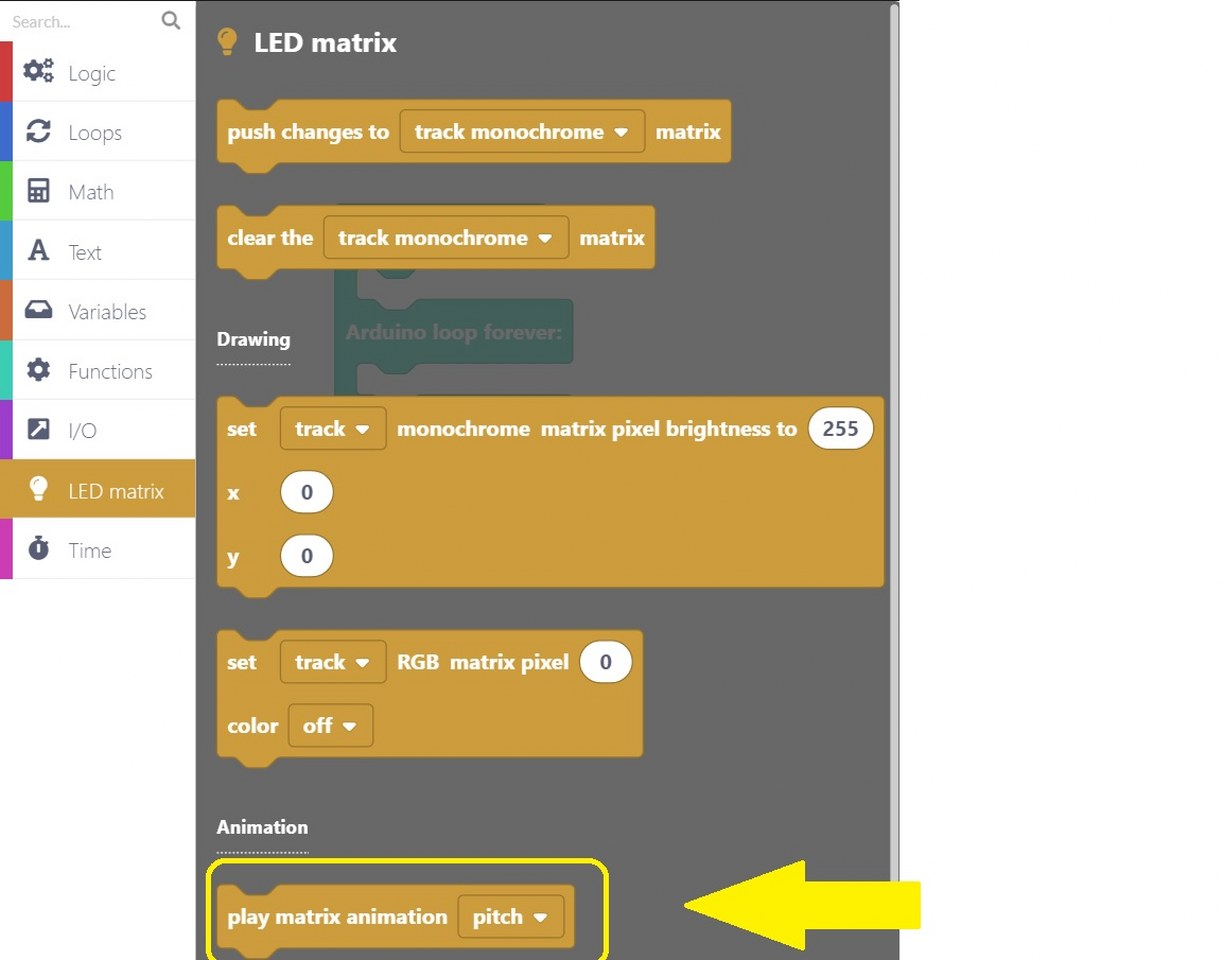 Search...
Logic
Loops
Math
Text
Variables
Functions
I/O
LED matrix
Time
LED matrix
push changes to track monochrome matrix
clear the track monochrome matrix
Arduino loop forever:
Drawing
set track monochrome matrix pixel brightness to 255
x 0
y 0
set track RGB matrix pixel 0
color off
Animation
play matrix animation pitch